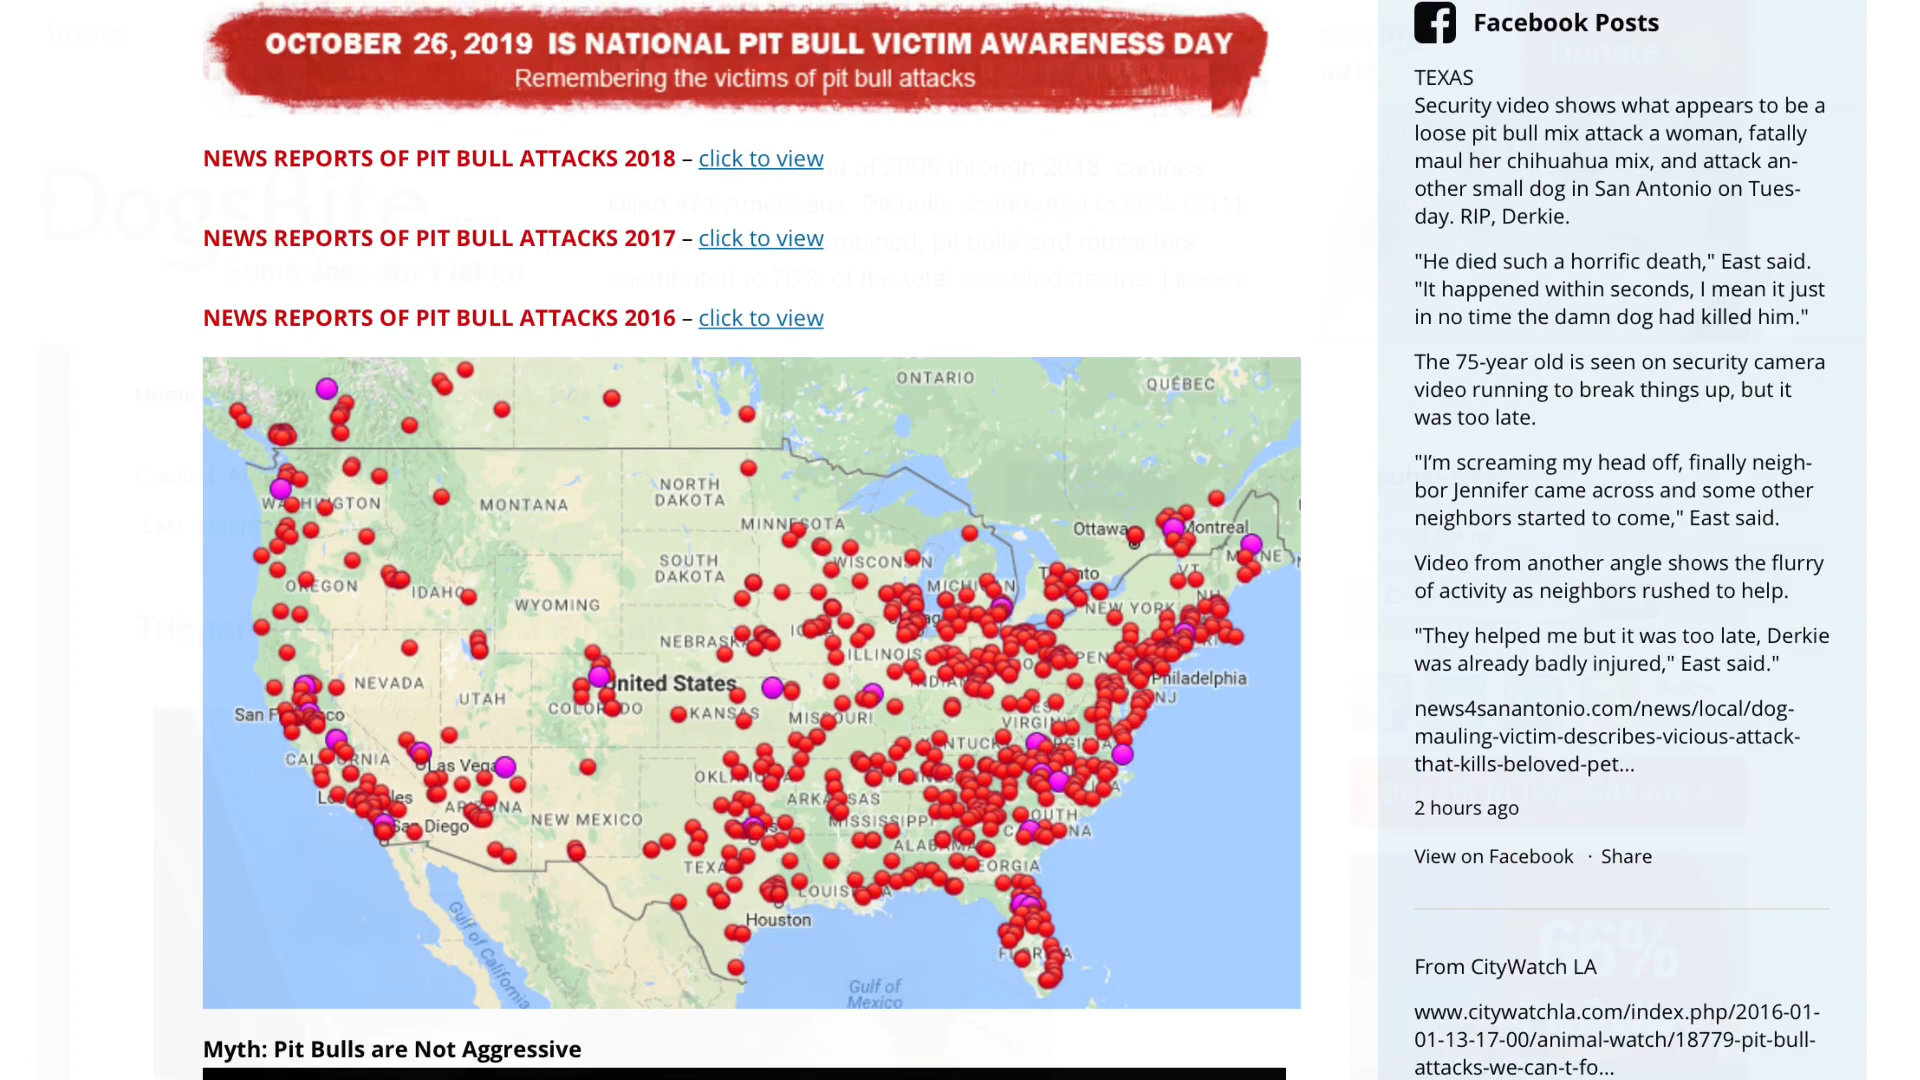 OCTOBER 26, 2019 IS NATIONAL PIT BULL VICTIM AWARENESS DAY
Remembering the victims of pit bull attacks
NEWS REPORTS OF PIT BULL ATTACKS 2018 – click to view
NEWS REPORTS OF PIT BULL ATTACKS 2017 – click to view
NEWS REPORTS OF PIT BULL ATTACKS 2016 – click to view
DogsBite
Some dogs don't let go
ONTARIO
QUÉBEC
NORTH
DAKOTA
MONTANA
MINNESOTA
Ottawa
Montreal
SOUTH
DAKOTA
WISCONSIN
MICHIGAN
OREGON
IDAHO
WYOMING
VT
NH
NEW YORK
NEBRASKA
ILLINOIS
NEVADA
UTAH
United States
COLORADO
KANSAS
MISSOURI
Philadelphia
NJ
Las Vegas
ARIZONA
NEW MEXICO
San Diego
ARKANSAS
MISSISSIPPI
ALABAMA
GEORGIA
Houston
Gulf of California
Gulf of
Mexico
Myth: Pit Bulls are Not Aggressive
Facebook Posts
TEXAS
Security video shows what appears to be a
loose pit bull mix attack a woman, fatally
maul her chihuahua mix, and attack an-
other small dog in San Antonio on Tues-
day. RIP, Derkie.
"He died such a horrific death," East said.
"It happened within seconds, I mean it just
in no time the damn dog had killed him."
The 75-year old is seen on security camera
video running to break things up, but it
was too late.
"I'm screaming my head off, finally neigh-
bor Jennifer came across and some other
neighbors started to come," East said.
Video from another angle shows the flurry
of activity as neighbors rushed to help.
"They helped me but it was too late, Derkie
was already badly injured," East said."
news4sanantonio.com/news/local/dog-
mauling-victim-describes-vicious-attack-
that-kills-beloved-pet...
2 hours ago
View on Facebook · Share
From CityWatch LA
www.citywatchla.com/index.php/2016-01-
01-13-17-00/animal-watch/18779-pit-bull-
attacks-we-can-t-fo...
66%